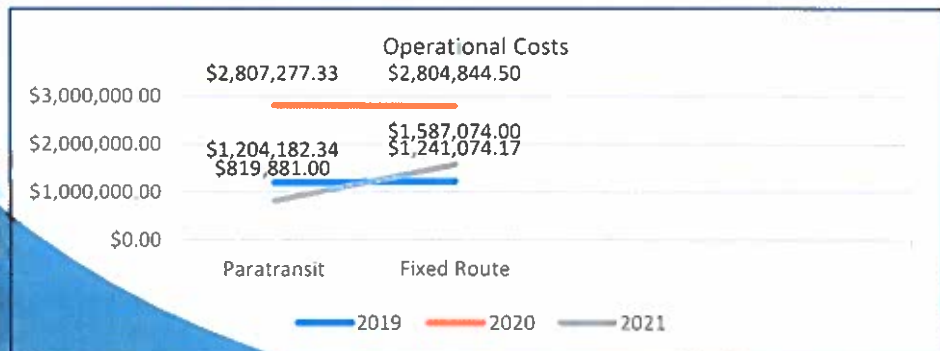 Operational Costs
$2,807,277.33 $2,804,844.50
$3,000,000 00
$1,587,074.00
$2,000,000.00
$1,204,182.34 $1,241,074.17
$819,881.00
$1,000,000.00
$0.00
Paratransit Fixed Route
2019 2020 2021